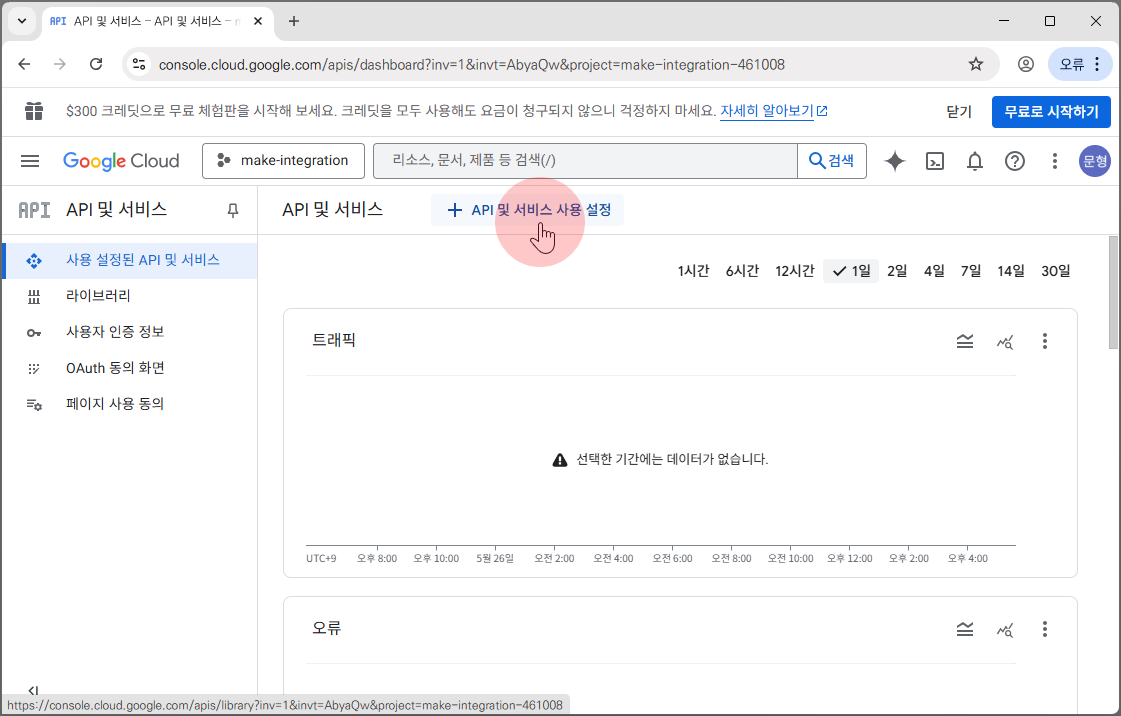 API API 및 서비스 – API 및 서비스 –
console.cloud.google.com/apis/dashboard?inv=1&invt=AbyaQw&project=make-integration-461008
오류
$300 크레딧으로 무료 체험판을 시작해 보세요. 크레딧을 모두 사용해도 요금이 청구되지 않으니 걱정하지 마세요. 자세히 알아보기
닫기
무료로 시작하기
Google Cloud
make-integration
리소스, 문서, 제품 등 검색(/)
검색
문형
API API 및 서비스
API 및 서비스
+ API 및 서비스 사용 설정
사용 설정된 API 및 서비스
라이브러리
사용자 인증 정보
OAuth 동의 화면
페이지 사용 동의
1시간 6시간 12시간 1일 2일 4일 7일 14일 30일
트래픽
선택한 기간에는 데이터가 없습니다.
UTC+9 오후 8:00 오후 10:00 5월 26일 오전 2:00 오전 4:00 오전 6:00 오전 8:00 오전 10:00 오후 12:00 오후 2:00 오후 4:00
오류
https://console.cloud.google.com/apis/library?inv=1&invt=AbyaQw&project=make-integration-461008